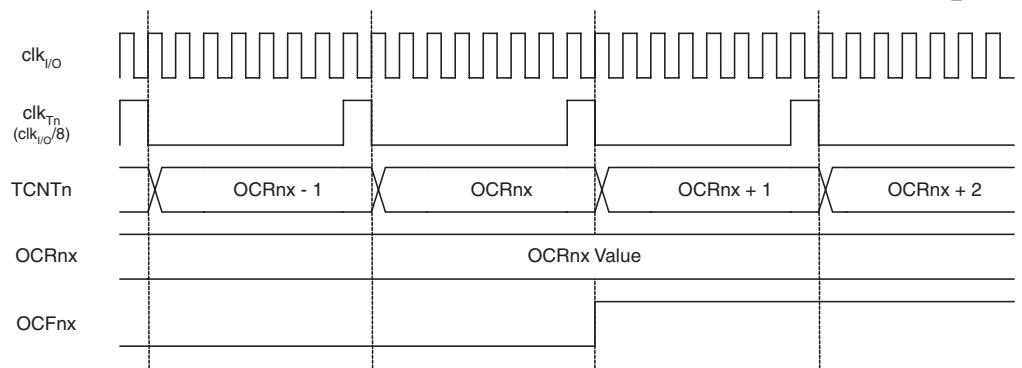 clkI/O
clkTn
(clkI/O/8)
TCNTn OCRnx - 1 OCRnx OCRnx + 1 OCRnx + 2
OCRnx OCRnx Value
OCFnx